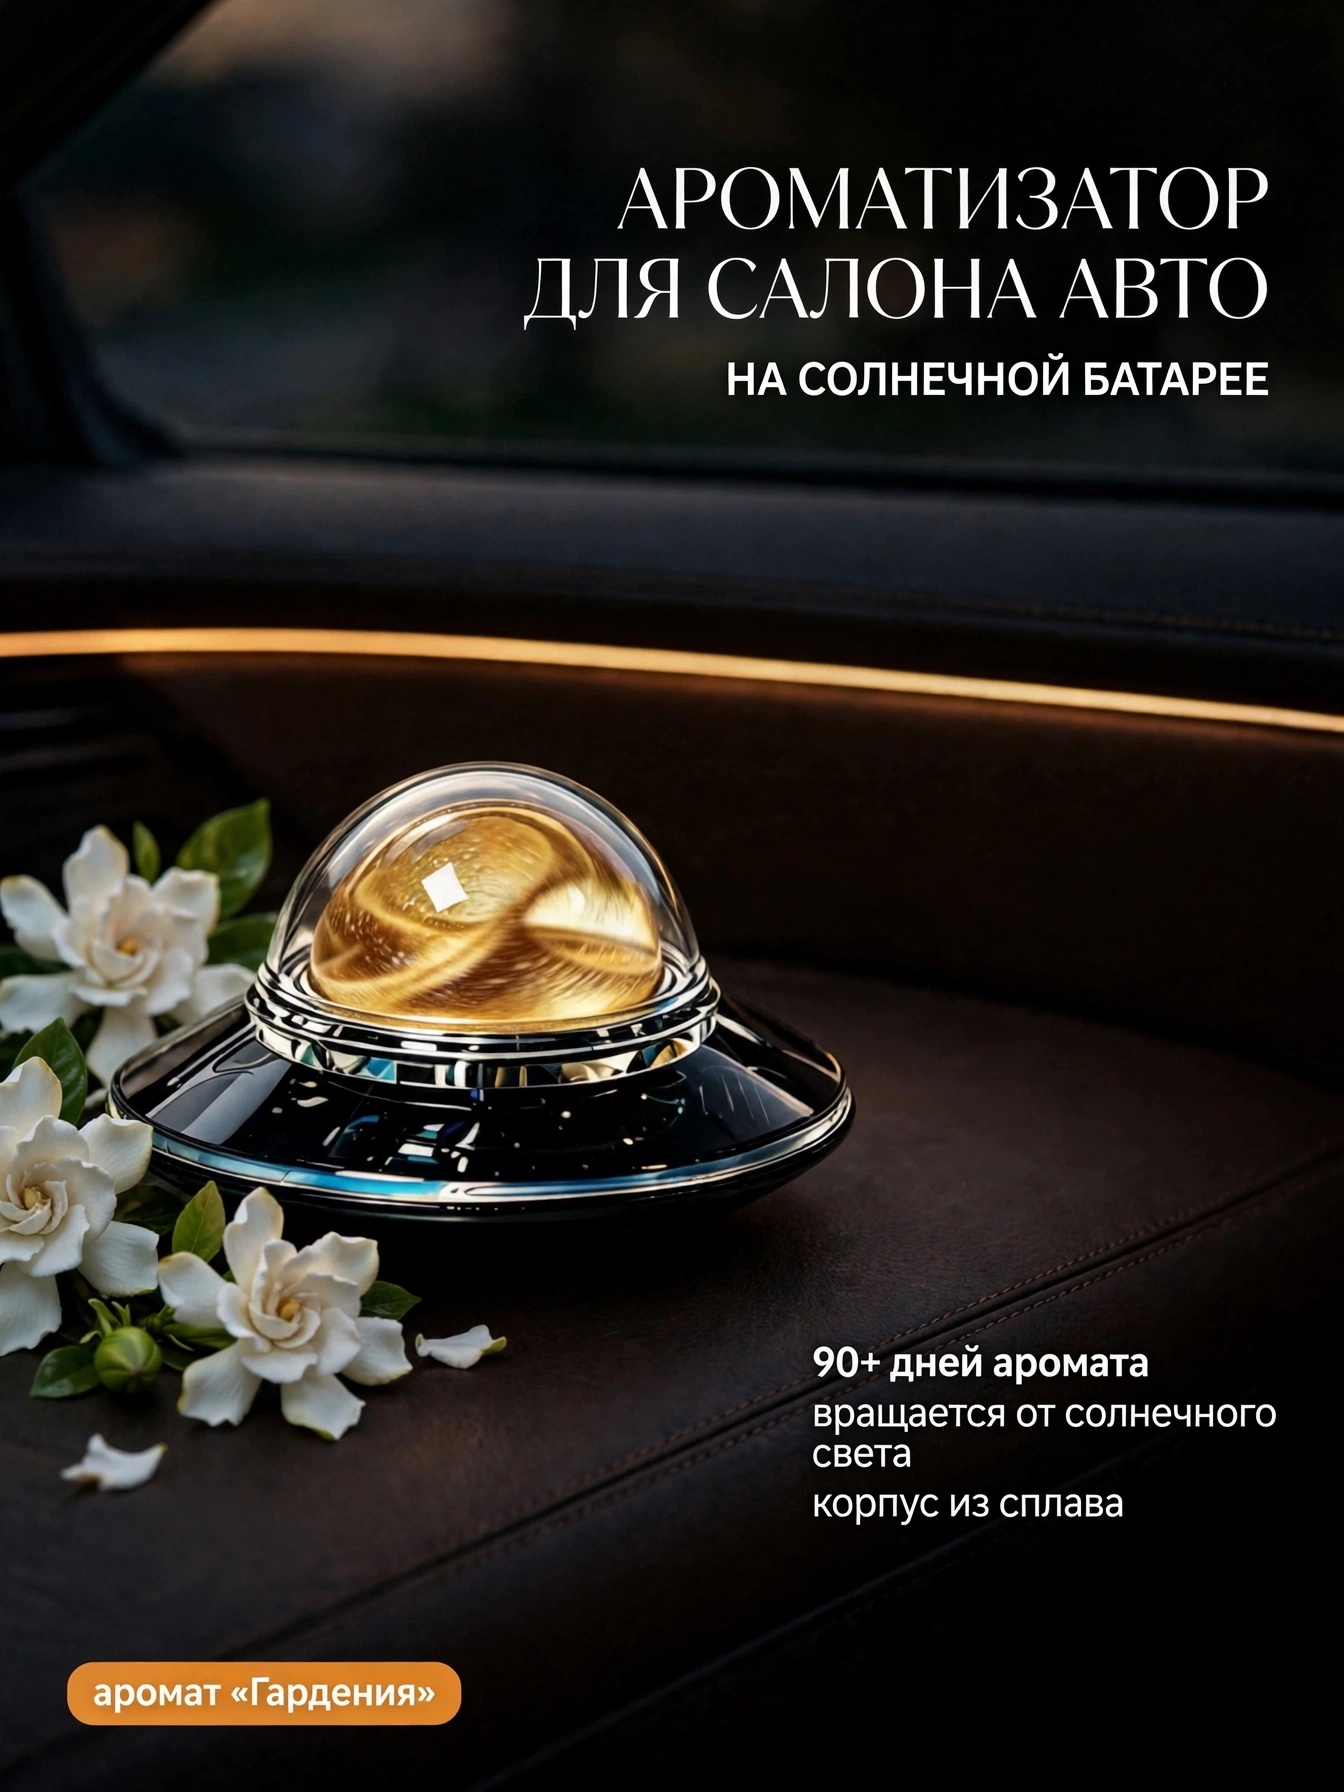 АРОМАТИЗАТОР
ДЛЯ САЛОНА АВТО
НА СОЛНЕЧНОЙ БАТАРЕЕ
90+ дней аромата
вращается от солнечного
света
корпус из сплава
аромат «Гардения»